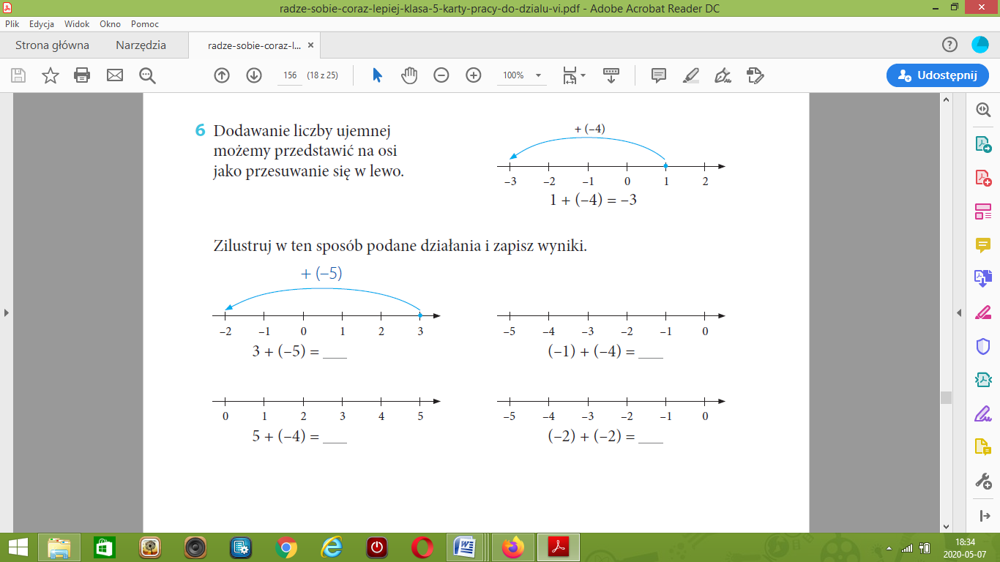 radze-sobie-coraz-lepiej-klasa-5-karty-pracy-do-dzialu-vi.pdf - Adobe Acrobat Reader DC
Plik Edycja Widok Okno Pomoc
Strona główna Narzędzia radze-sobie-coraz-l... ×
156 (18 z 25) 100% Udostępnij
6 Dodawanie liczby ujemnej
możemy przedstawić na osi
jako przesuwanie się w lewo.
+ (–4)
–3 –2 –1 0 1 2
1 + (–4) = –3
Zilustruj w ten sposób podane działania i zapisz wyniki.
+ (–5)
–2 –1 0 1 2 3
3 + (–5) = ___
–5 –4 –3 –2 –1 0
(–1) + (–4) = ___
0 1 2 3 4 5
5 + (–4) = ___
–5 –4 –3 –2 –1 0
(–2) + (–2) = ___
18:34
2020-05-07